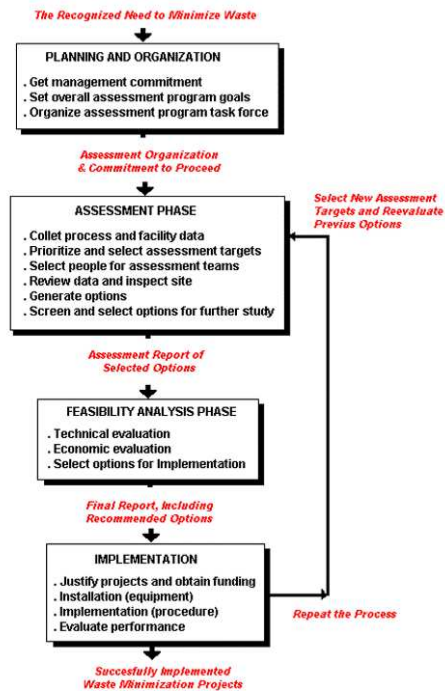 The Recognized Need to Minimize Waste
PLANNING AND ORGANIZATION
. Get management commitment
. Set overall assessment program goals
. Organize assessment program task force
Assessment Organization
& Commitment to Proceed
Select New Assessment
Targets and Reevaluate
Previus Options
ASSESSMENT PHASE
. Collet process and facility data
. Prioritize and select assessment targets
. Select people for assessment teams
. Review data and inspect site
. Generate options
. Screen and select options for further study
Assessment Report of
Selected Options
FEASIBILITY ANALYSIS PHASE
. Technical evaluation
. Economic evaluation
. Select options for Implementation
Final Report, Including
Recommended Options
IMPLEMENTATION
. Justify projects and obtain funding
. Installation (equipment)
. Implementation (procedure)
. Evaluate performance
Repeat the Process
Succesfully Implemented
Waste Minimization Projects